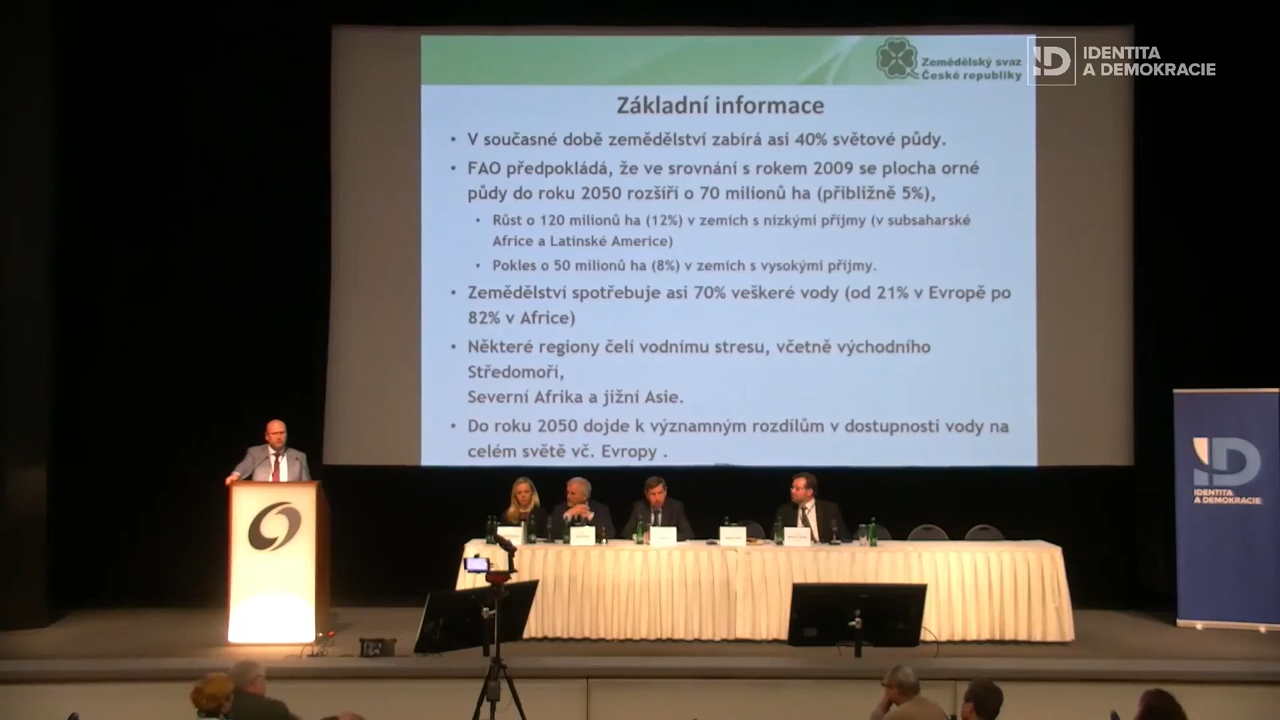 Zemědělský svaz
České republiky
ID IDENTITA
A DEMOKRACIE
Základní informace
• V současné době zemědělství zabírá asi 40% světové půdy.
• FAO předpokládá, že ve srovnání s rokem 2009 se plocha orné
půdy do roku 2050 rozšíří o 70 milionů ha (přibližně 5%),
• Růst o 120 milionů ha (12%) v zemích s nízkými příjmy (v subsaharské
Africe a Latinské Americe)
• Pokles o 50 milionů ha (8%) v zemích s vysokými příjmy.
• Zemědělství spotřebuje asi 70% veškeré vody (od 21% v Evropě po
82% v Africe)
• Některé regiony čelí vodnímu stresu, včetně východního
Středomoří,
Severní Afrika a jižní Asie.
• Do roku 2050 dojde k významným rozdílům v dostupnosti vody na
celém světě vč. Evropy .
ID
IDENTITA
A DEMOKRACIE